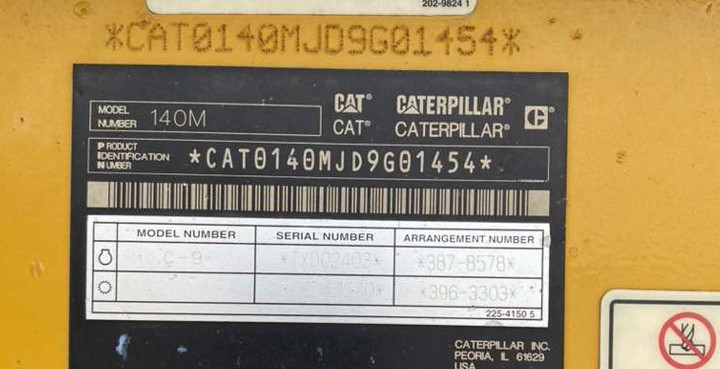 202-9824 1
*CAT0140MJD9G01454*
MODEL NUMBER 140M
CAT® CATERPILLAR®
CAT® CATERPILLAR®
PRODUCT IDENTIFICATION NUMBER *CAT0140MJD9G01454*
MODEL NUMBER SERIAL NUMBER ARRANGEMENT NUMBER
C-9 *387-8578*
*396-3303*
225-4150 5
CATERPILLAR INC.
PEORIA, IL 61629
USA